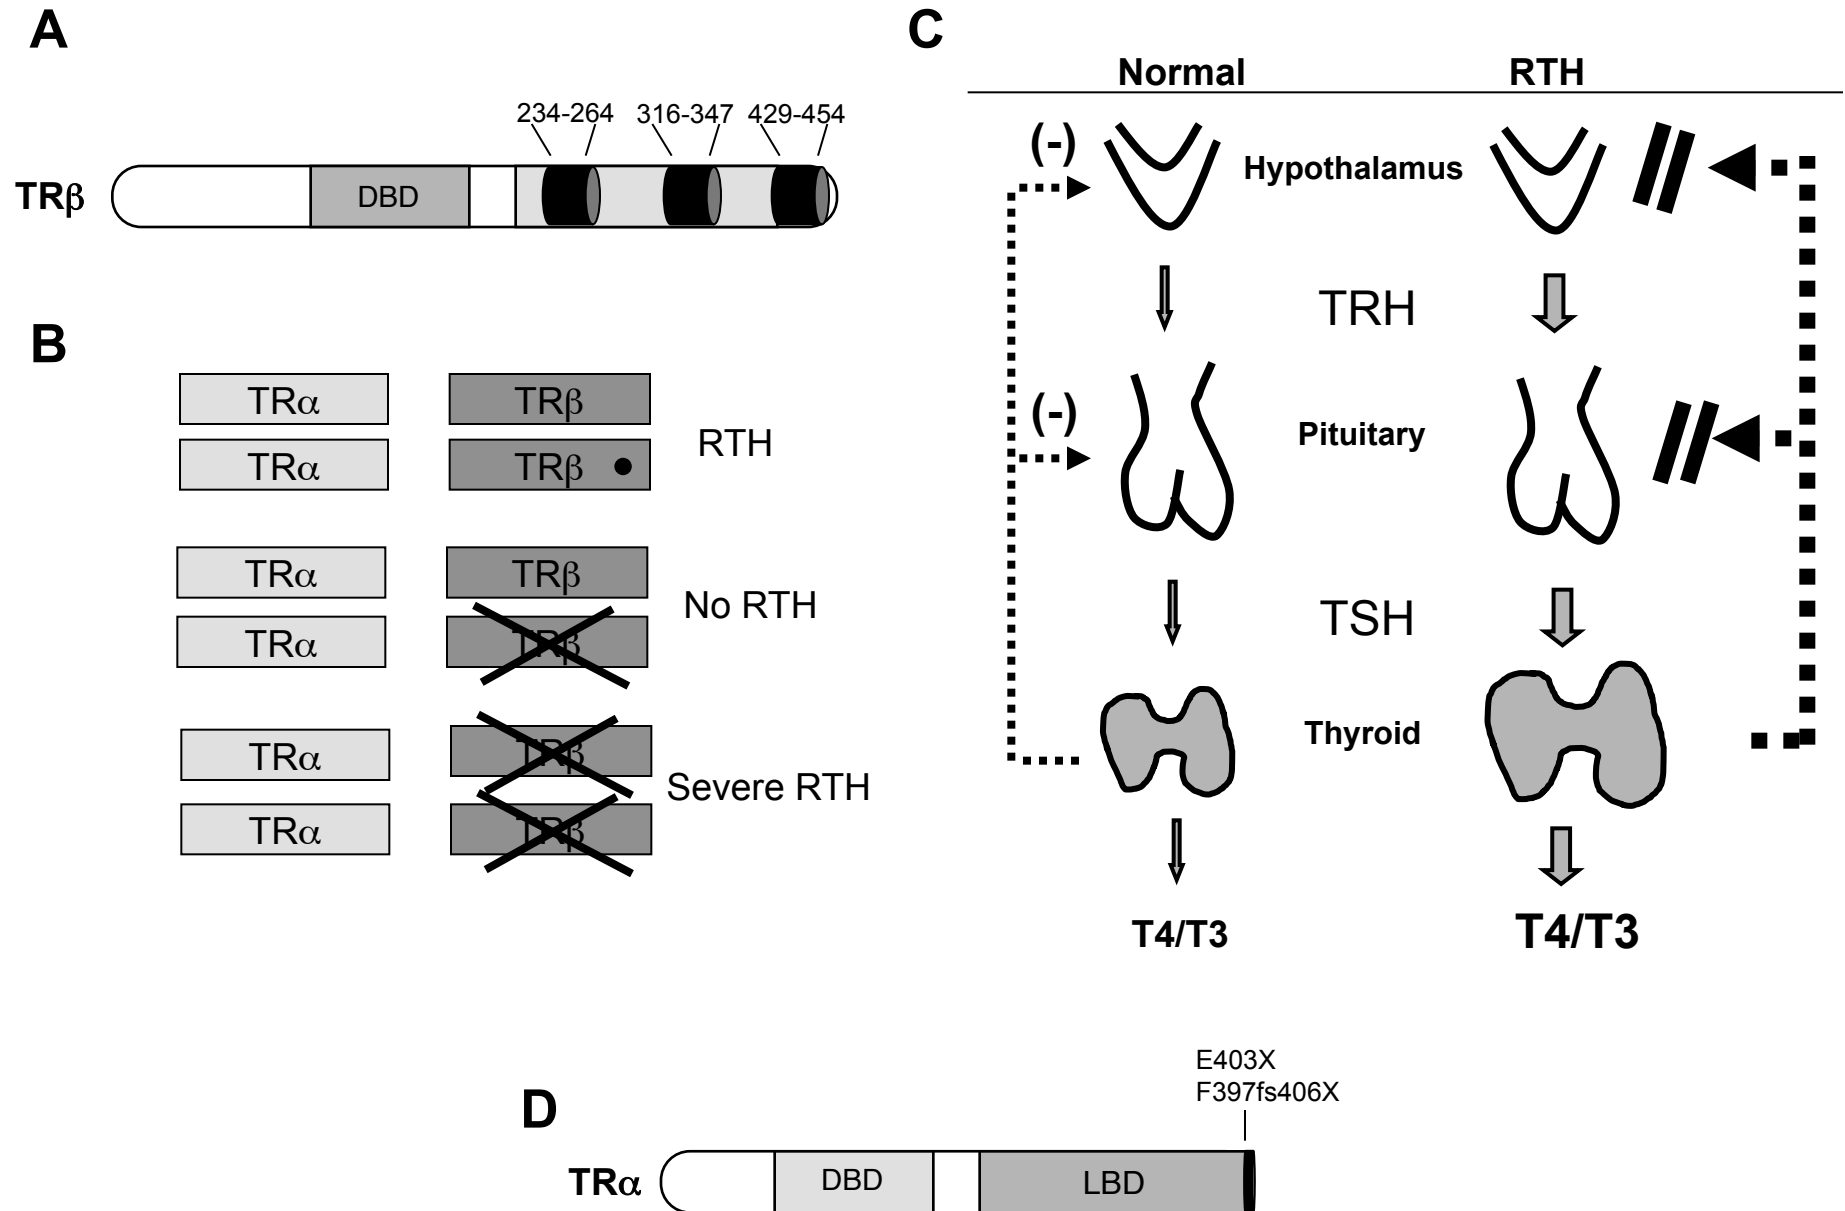 A
234-264 316-347 429-454
TRβ
DBD
B
TRα TRβ
RTH
TRα TRβ
TRα TRβ
No RTH
TRα TRβ
TRα TRβ
Severe RTH
TRα TRβ
C
Normal RTH
(-)
Hypothalamus
TRH
(-)
Pituitary
TSH
Thyroid
T4/T3 T4/T3
D
E403X
F397fs406X
TRα
DBD LBD